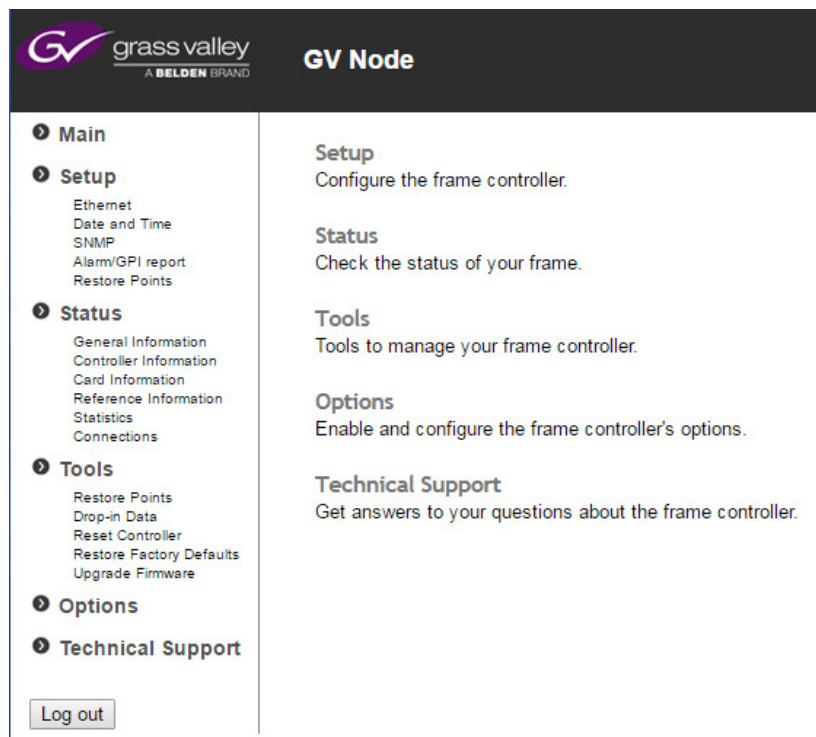 GV grass valley
A BELDEN BRAND
GV Node
Main
Setup
Ethernet
Date and Time
SNMP
Alarm/GPI report
Restore Points
Status
General Information
Controller Information
Card Information
Reference Information
Statistics
Connections
Tools
Restore Points
Drop-in Data
Reset Controller
Restore Factory Defaults
Upgrade Firmware
Options
Technical Support
Log out
Setup
Configure the frame controller.
Status
Check the status of your frame.
Tools
Tools to manage your frame controller.
Options
Enable and configure the frame controller's options.
Technical Support
Get answers to your questions about the frame controller.